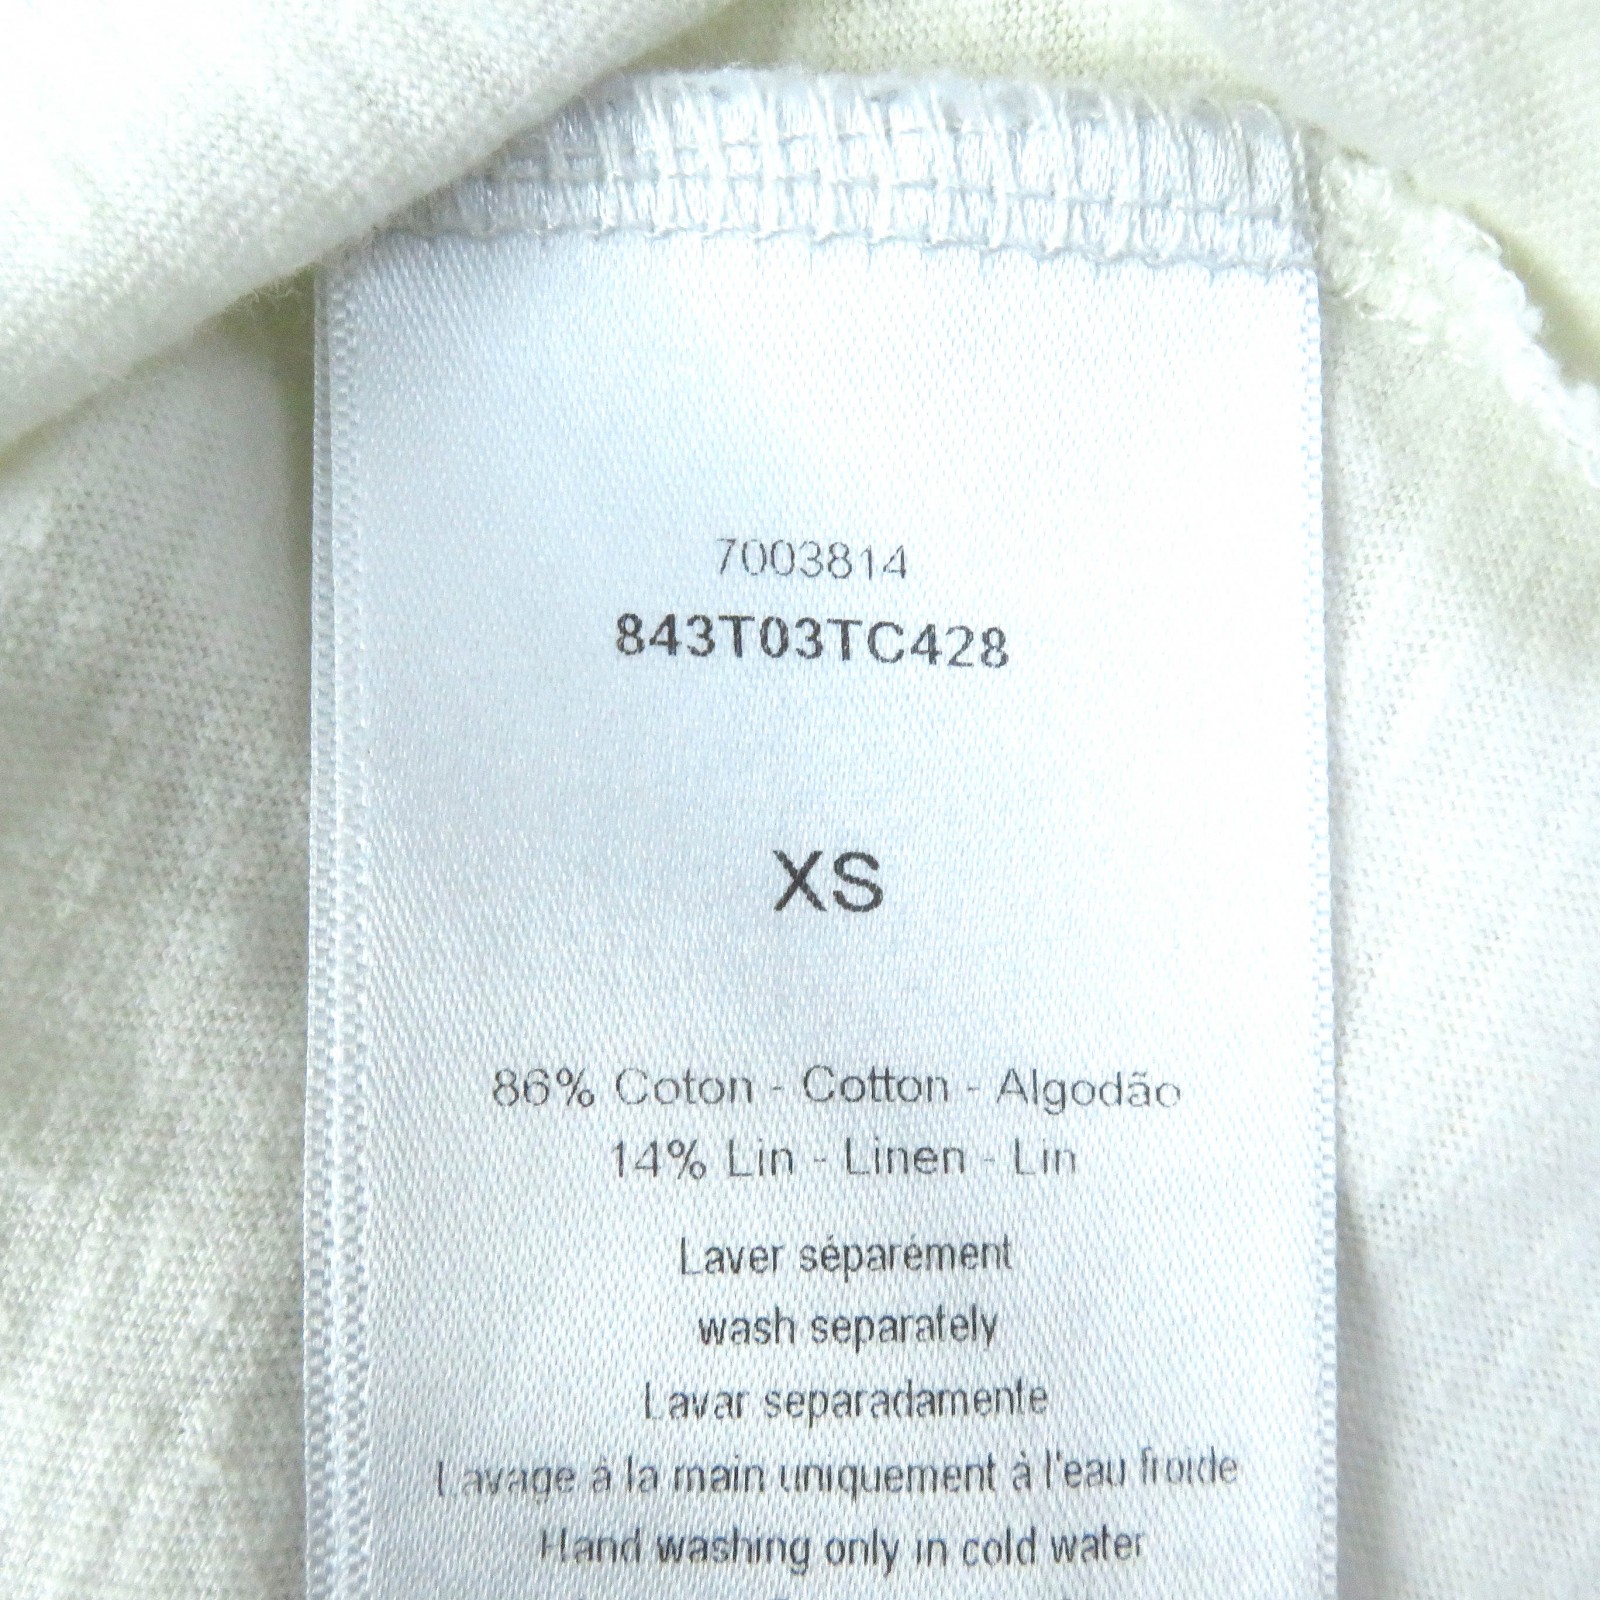 7003814
843T03TC428
XS
86% Coton - Cotton - Algodão
14% Lin - Linen - Lin
Laver séparément
wash separately
Lavar separadamente
Lavage à la main uniquement à l'eau froide
Hand washing only in cold water